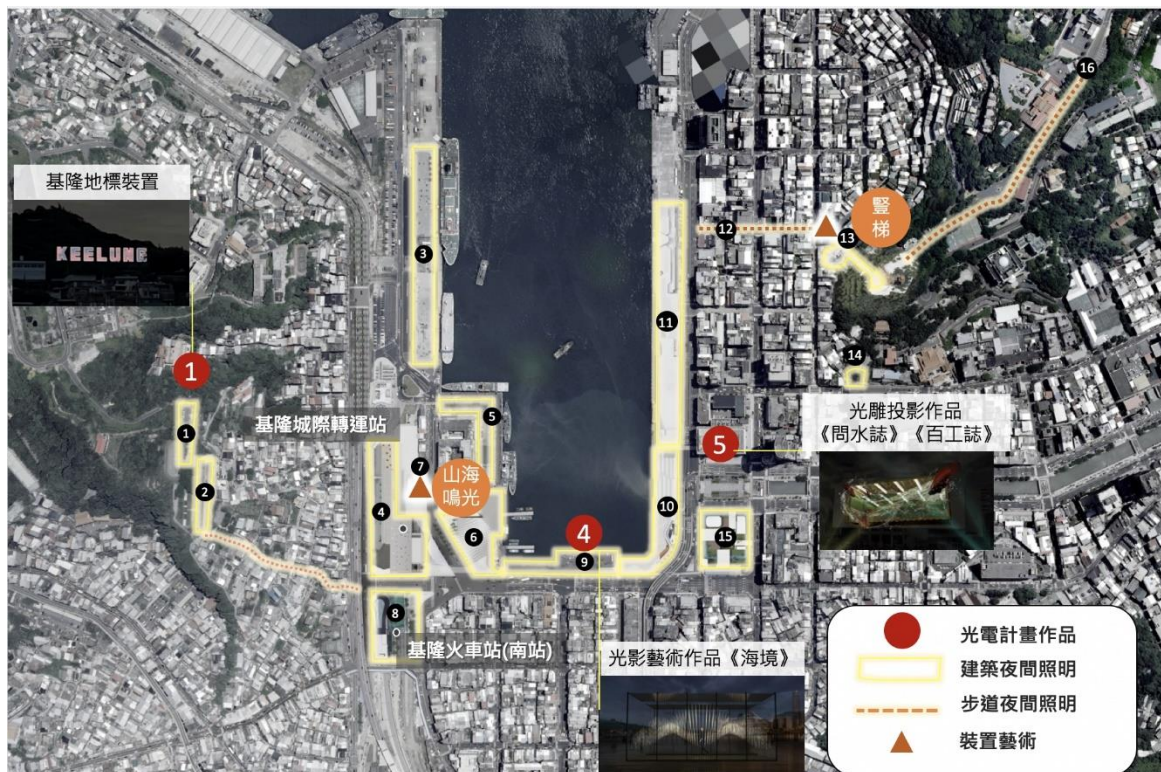 基隆地標裝置
KEELUNG
1
1
2
3
基隆城際轉運站
4
5
7
山海
鳴光
6
8
基隆火車站(南站)
4
9
光影藝術作品《海境》
10
11
12
豎
梯
13
14
15
16
5
光雕投影作品
《問水誌》《百工誌》
光電計畫作品
建築夜間照明
步道夜間照明
裝置藝術